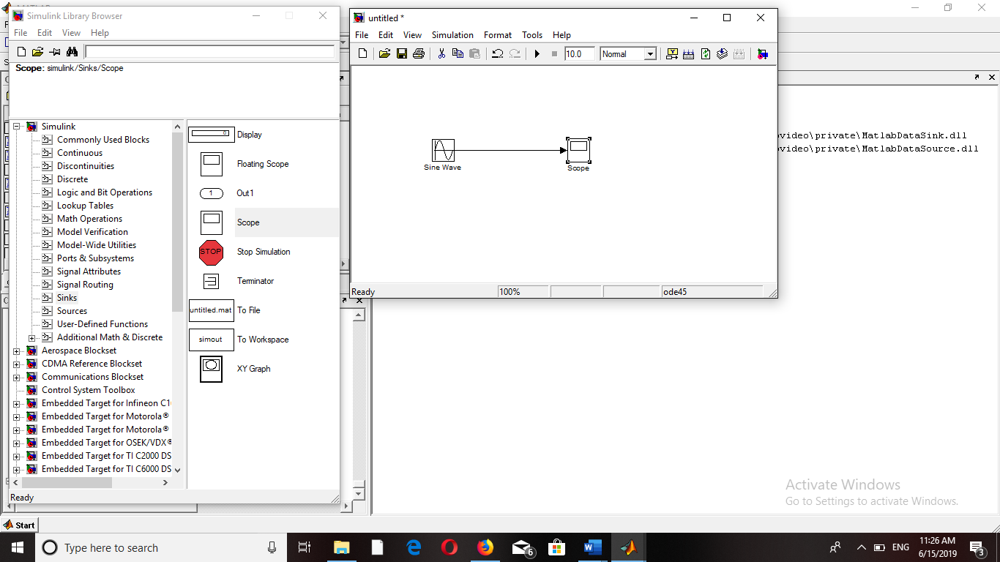 Simulink Library Browser
File Edit View Help
Scope: simulink/Sinks/Scope
Simulink
Commonly Used Blocks
Continuous
Discontinuities
Discrete
Logic and Bit Operations
Lookup Tables
Math Operations
Model Verification
Model-Wide Utilities
Ports & Subsystems
Signal Attributes
Signal Routing
Sinks
Sources
User-Defined Functions
Additional Math & Discrete
Aerospace Blockset
CDMA Reference Blockset
Communications Blockset
Control System Toolbox
Embedded Target for Infineon C1
Embedded Target for Motorola®
Embedded Target for Motorola®
Embedded Target for OSEK/VDX®
Embedded Target for TI C2000 DS
Embedded Target for TI C6000 DS
0 Display
Floating Scope
1 Out1
Scope
STOP Stop Simulation
Terminator
untitled.mat To File
simout To Workspace
XY Graph
Ready
untitled *
File Edit View Simulation Format Tools Help
10.0 Normal
Sine Wave Scope
Ready 100% ode45
video\private\MatlabDataSink.dll
video\private\MatlabDataSource.dll
Activate Windows
Go to Settings to activate Windows.
Start
Type here to search
6
W
ENG
11:26 AM
6/15/2019
3